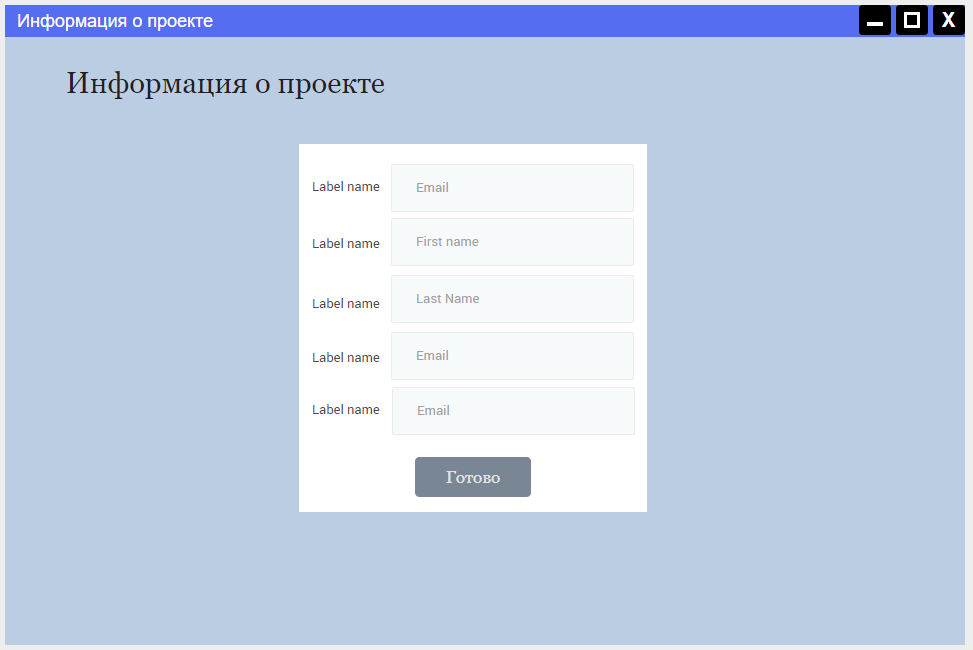 Информация о проекте
X
Информация о проекте
Label name Email
Label name First name
Label name Last Name
Label name Email
Label name Email
Готово